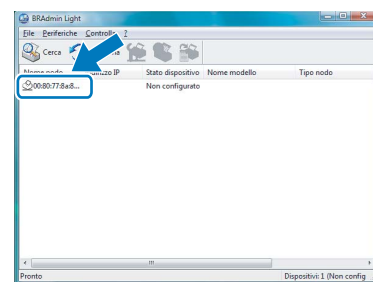 BRAdmin Light
File Periferiche Controllo ?
Cerca
Nome nodo IP Stato dispositivo Nome modello Tipo nodo
00:80:77:8a:8... Non configurato
Pronto Dispositivi: 1 (Non config